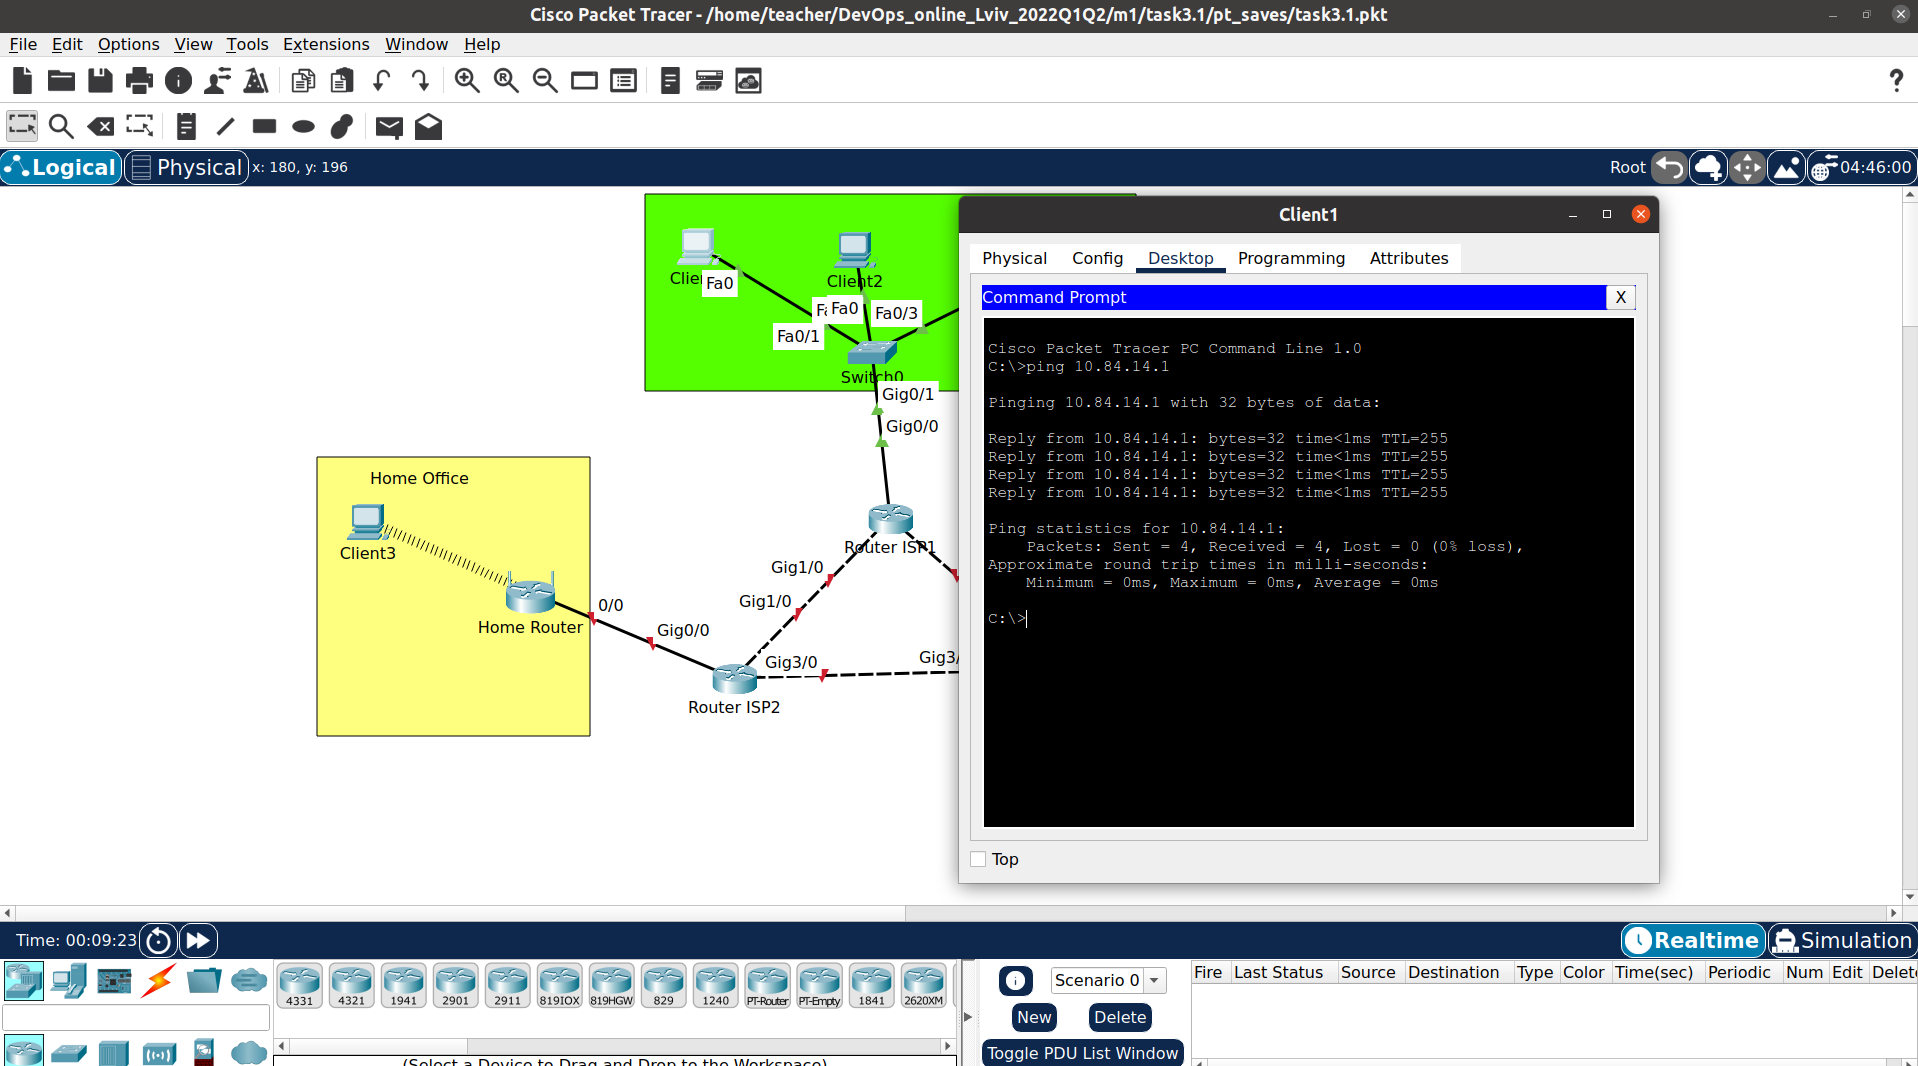 Cisco Packet Tracer - /home/teacher/DevOps_online_Lviv_2022Q1Q2/m1/task3.1/pt_saves/task3.1.pkt
File Edit Options View Tools Extensions Window Help
Logical Physical x: 180, y: 196 Root 04:46:00
Client2
Fa0
Fa0
Fa0/3
Fa0/1
Switch0
Gig0/1
Gig0/0
Home Office
Client3
Home Router
0/0
Gig0/0
Router ISP1
Gig1/0
Gig1/0
Gig3/0
Gig3/
Router ISP2
Client1
Physical Config Desktop Programming Attributes
Command Prompt X
Cisco Packet Tracer PC Command Line 1.0
C:\>ping 10.84.14.1
Pinging 10.84.14.1 with 32 bytes of data:
Reply from 10.84.14.1: bytes=32 time<1ms TTL=255
Reply from 10.84.14.1: bytes=32 time<1ms TTL=255
Reply from 10.84.14.1: bytes=32 time<1ms TTL=255
Reply from 10.84.14.1: bytes=32 time<1ms TTL=255
Ping statistics for 10.84.14.1:
Packets: Sent = 4, Received = 4, Lost = 0 (0% loss),
Approximate round trip times in milli-seconds:
Minimum = 0ms, Maximum = 0ms, Average = 0ms
C:\>
Top
Time: 00:09:23 Realtime Simulation
4331 4321 1941 2901 2911 819IOX 819HGW 829 1240 PT-Router PT-Empty 1841 2620XM
(Select a Device to Drag and Drop to the Workspace)
Scenario 0
New Delete
Toggle PDU List Window
Fire Last Status Source Destination Type Color Time(sec) Periodic Num Edit Delete